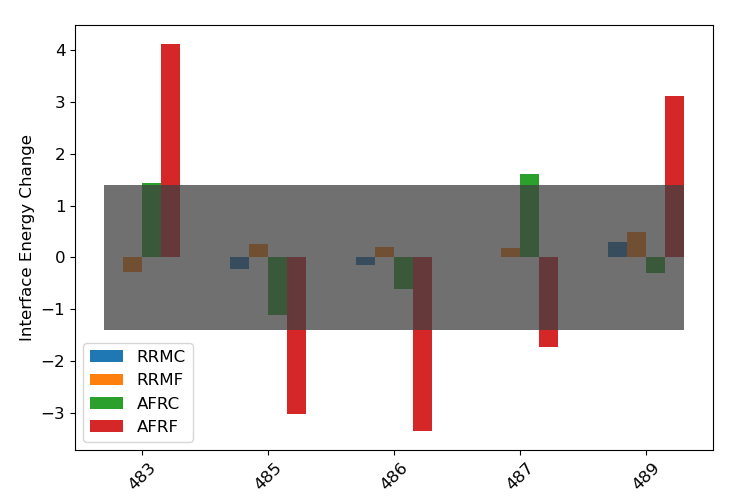 Interface Energy Change
4
3
2
1
0
−1
−2
−3
RRMC
RRMF
AFRC
AFRF
483
485
486
487
489